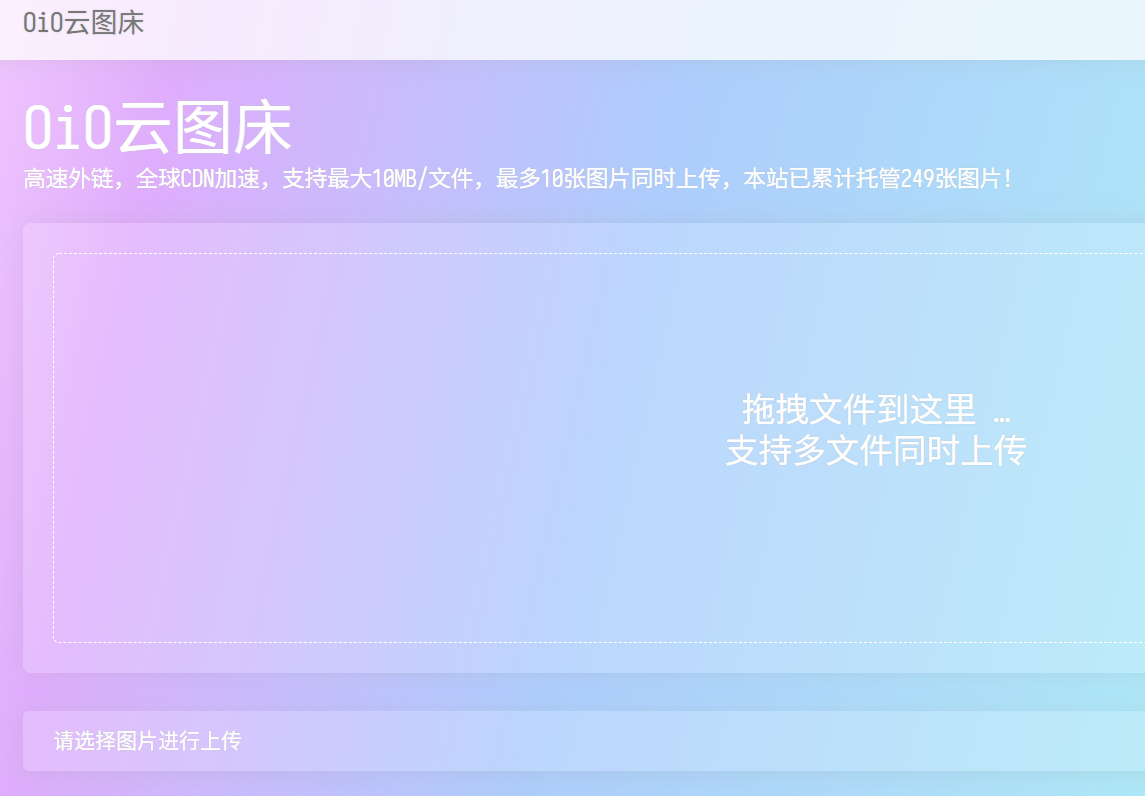 OiO云图床
OiO云图床
高速外链，全球CDN加速，支持最大10MB/文件，最多10张图片同时上传，本站已累计托管249张图片！
拖拽文件到这里 …
支持多文件同时上传
请选择图片进行上传